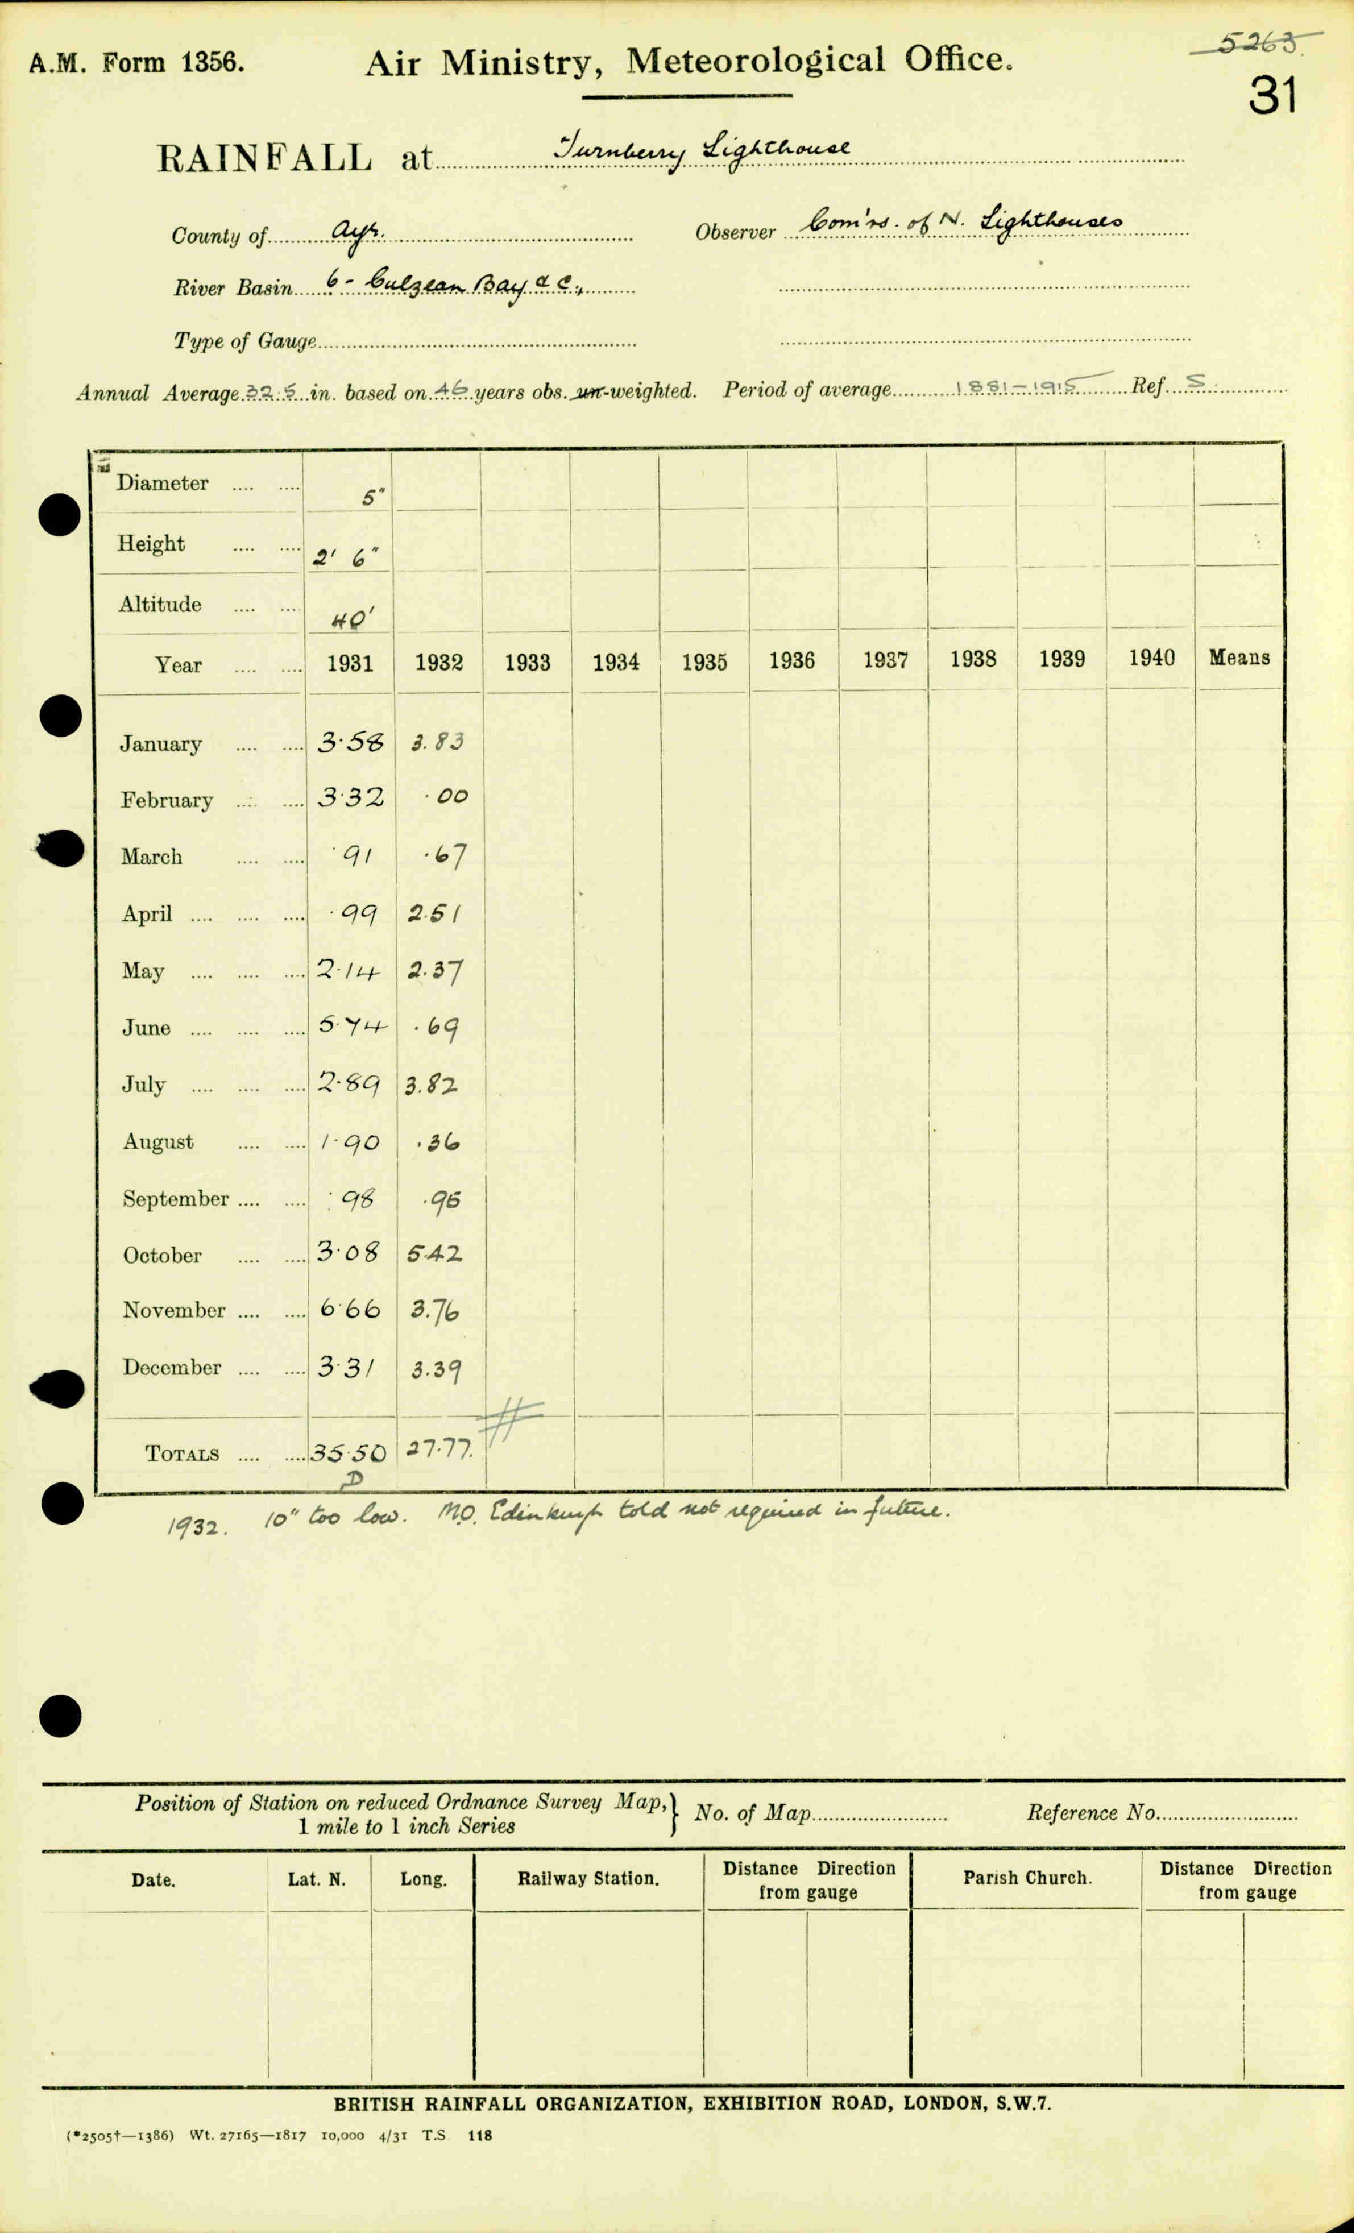 5263
A.M. Form 1356. Air Ministry, Meteorological Office.
31
RAINFALL at Turnberry Lighthouse
County of Ayr. Observer Com'rs. of N. Lighthouses
River Basin 6 - Culzean Bay & C.,
Type of Gauge
Annual Average 32.5 in. based on 46 years obs. un-weighted. Period of average 1881-1915 Ref. S
Diameter .... .... 5"
Height .... .... 2' 6"
Altitude .... .... 40'
Year .... .... 1931 1932 1933 1934 1935 1936 1937 1938 1939 1940 Means
January .... .... 3.58 3.83
February .... .... 3.32 .00
March .... .... .91 .67
April .... .... .... .99 2.51
May .... .... .... 2.14 2.37
June .... .... .... 5.74 .69
July .... .... .... 2.89 3.82
August .... .... 1.90 .36
September .... .... .98 .95
October .... .... 3.08 5.42
November .... .... 6.66 3.76
December .... .... 3.31 3.39
TOTALS .... .... 35.50 27.77.
D
1932. 10" too low. M.O. Edinburgh told not required in future.
Position of Station on reduced Ordnance Survey Map,
1 mile to 1 inch Series } No. of Map Reference No.
Date. Lat. N. Long. Railway Station. Distance Direction from gauge Parish Church. Distance Direction from gauge
BRITISH RAINFALL ORGANIZATION, EXHIBITION ROAD, LONDON, S.W.7.
(*2505†—1386) Wt. 27165—1817 10,000 4/31 T.S. 118